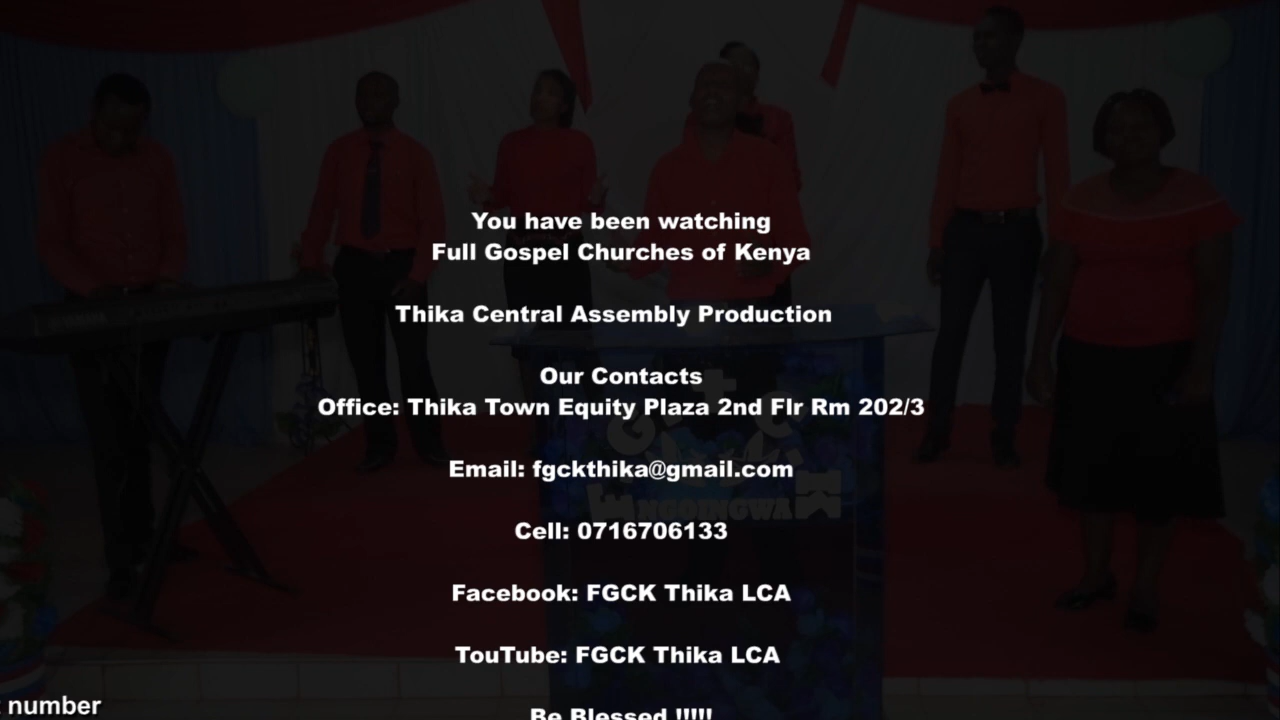 You have been watching
Full Gospel Churches of Kenya
Thika Central Assembly Production
Our Contacts
Office: Thika Town Equity Plaza 2nd Flr Rm 202/3
Email: fgckthika@gmail.com
NGOINGWA
Cell: 0716706133
Facebook: FGCK Thika LCA
TouTube: FGCK Thika LCA
number
Be Blessed !!!!!